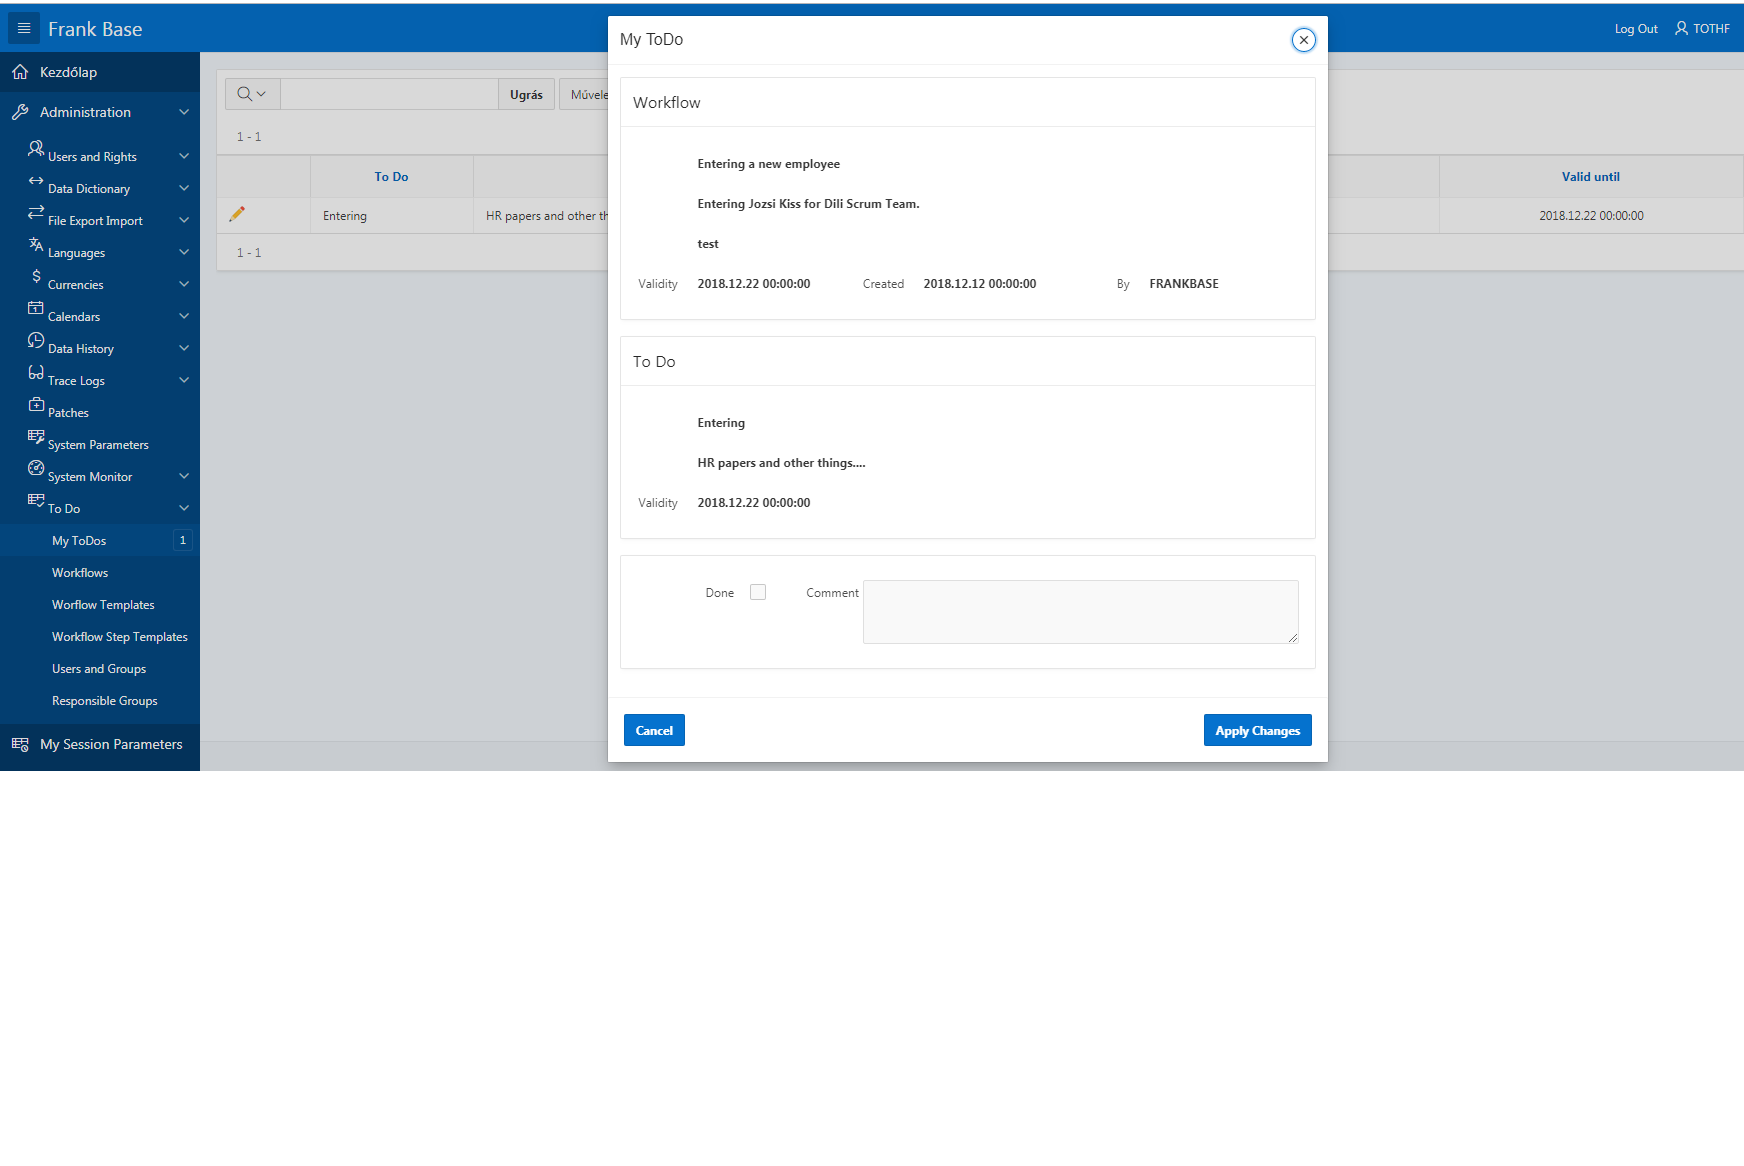 Frank Base
Log Out
TOTHF
Kezdőlap
Administration
Users and Rights
Data Dictionary
File Export Import
Languages
Currencies
Calendars
Data History
Trace Logs
Patches
System Parameters
System Monitor
To Do
My ToDos 1
Workflows
Worflow Templates
Workflow Step Templates
Users and Groups
Responsible Groups
My Session Parameters
Ugrás
Művele
1 - 1
To Do
Valid until
Entering
HR papers and other th
2018.12.22 00:00:00
1 - 1
My ToDo
Workflow
Entering a new employee
Entering Jozsi Kiss for Dili Scrum Team.
test
Validity 2018.12.22 00:00:00 Created 2018.12.12 00:00:00 By FRANKBASE
To Do
Entering
HR papers and other things....
Validity 2018.12.22 00:00:00
Done
Comment
Cancel
Apply Changes